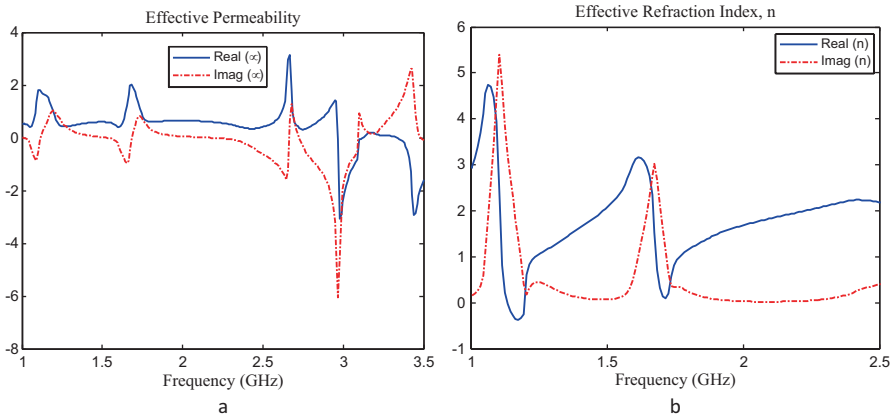 Effective Permeability
4
2
0
-2
-4
-6
-8
1
1.5
2
2.5
3
3.5
Real (∝)
Imag (∝)
Frequency (GHz)
a
Effective Refraction Index, n
6
5
4
3
2
1
0
-1
1
1.5
2
2.5
Real (n)
Imag (n)
Frequency (GHz)
b